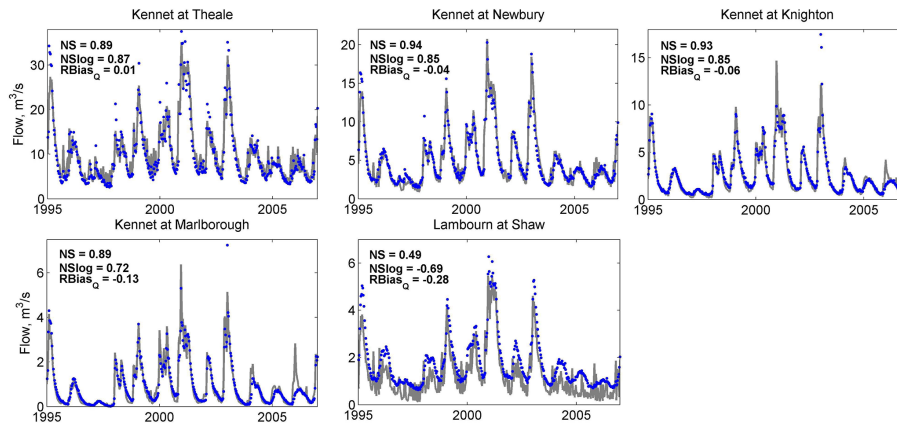 Kennet at Theale
Kennet at Newbury
Kennet at Knighton
NS = 0.89
NSlog = 0.87
RBias_Q = 0.01
Flow, m³/s
30
20
10
0
1995
2000
2005
NS = 0.94
NSlog = 0.85
RBias_Q = -0.04
20
15
10
5
0
1995
2000
2005
NS = 0.93
NSlog = 0.85
RBias_Q = -0.06
15
10
5
0
1995
2000
2005
Kennet at Marlborough
Lambourn at Shaw
NS = 0.89
NSlog = 0.72
RBias_Q = -0.13
Flow, m³/s
6
4
2
0
1995
2000
2005
NS = 0.49
NSlog = -0.69
RBias_Q = -0.28
6
4
2
0
1995
2000
2005